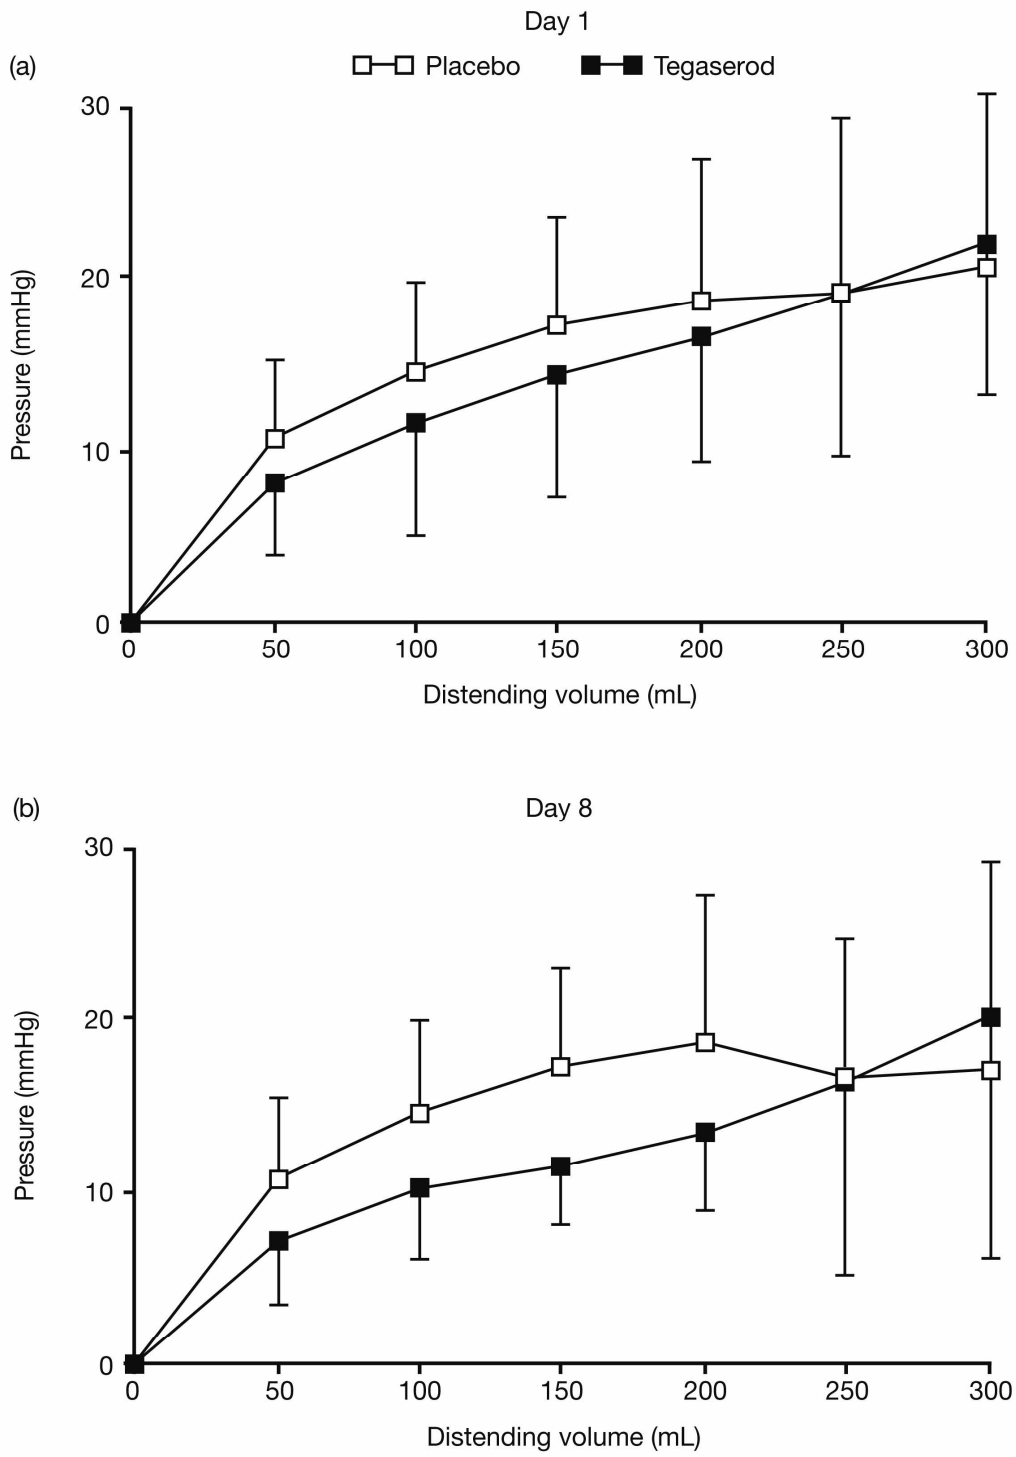 Day 1
(a)
Placebo Tegaserod
30
20
10
0
Pressure (mmHg)
0 50 100 150 200 250 300
Distending volume (mL)
(b)
Day 8
30
20
10
0
Pressure (mmHg)
0 50 100 150 200 250 300
Distending volume (mL)